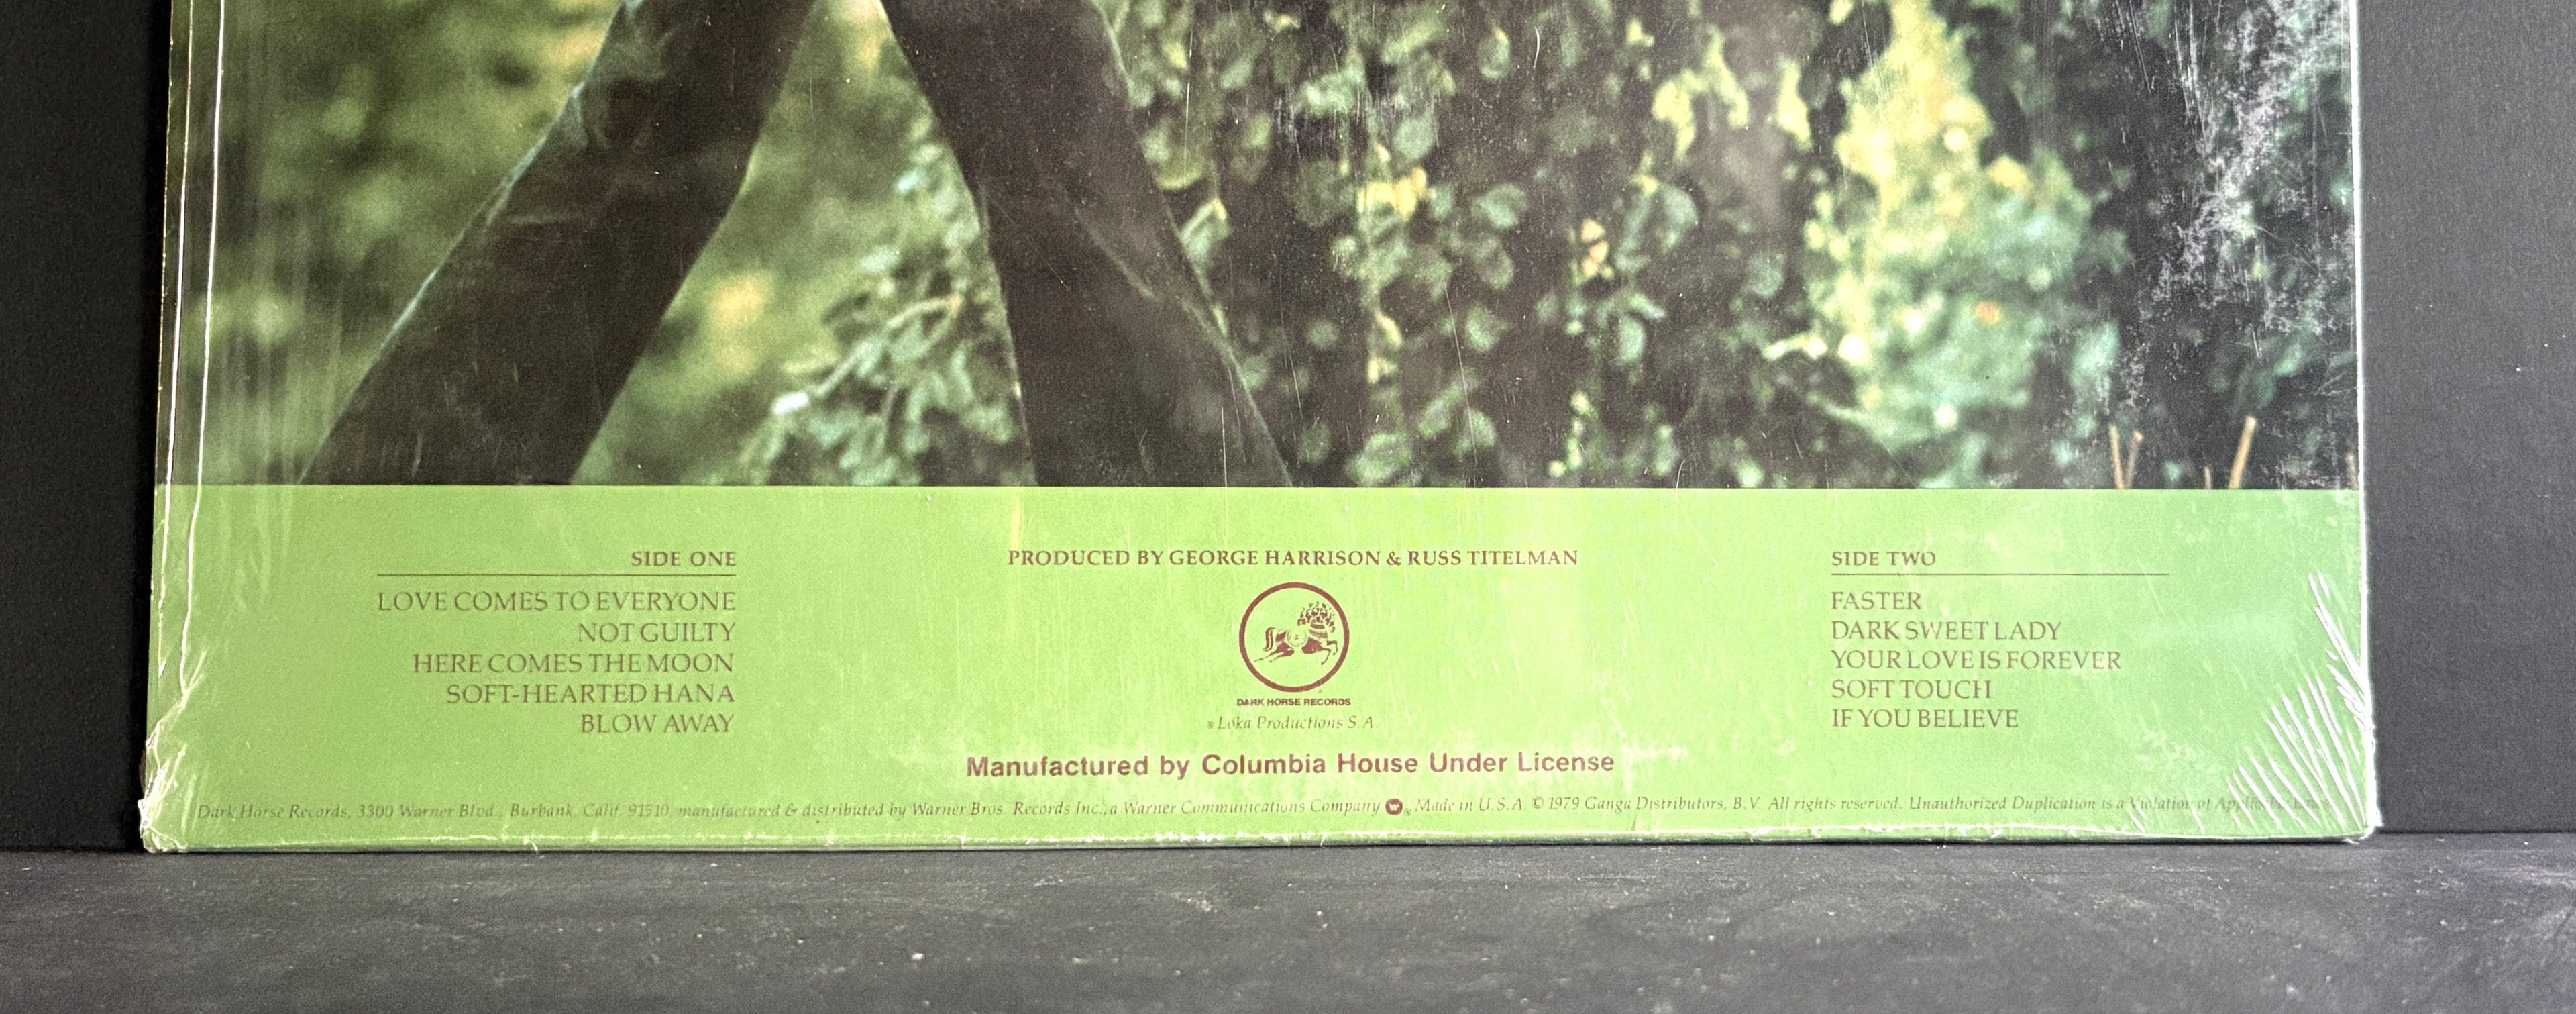 SIDE ONE
LOVE COMES TO EVERYONE
NOT GUILTY
HERE COMES THE MOON
SOFT-HEARTED HANA
BLOW AWAY
PRODUCED BY GEORGE HARRISON & RUSS TITELMAN
DARK HORSE RECORDS
℗ Loka Productions S.A.
Manufactured by Columbia House Under License
SIDE TWO
FASTER
DARK SWEET LADY
YOUR LOVE IS FOREVER
SOFT TOUCH
IF YOU BELIEVE
Dark Horse Records, 3300 Warner Blvd., Burbank, Calif. 91510, manufactured & distributed by Warner Bros. Records Inc., a Warner Communications Company W. Made in U.S.A. © 1979 Ganga Distributors, B.V. All rights reserved. Unauthorized Duplication is a Violation of